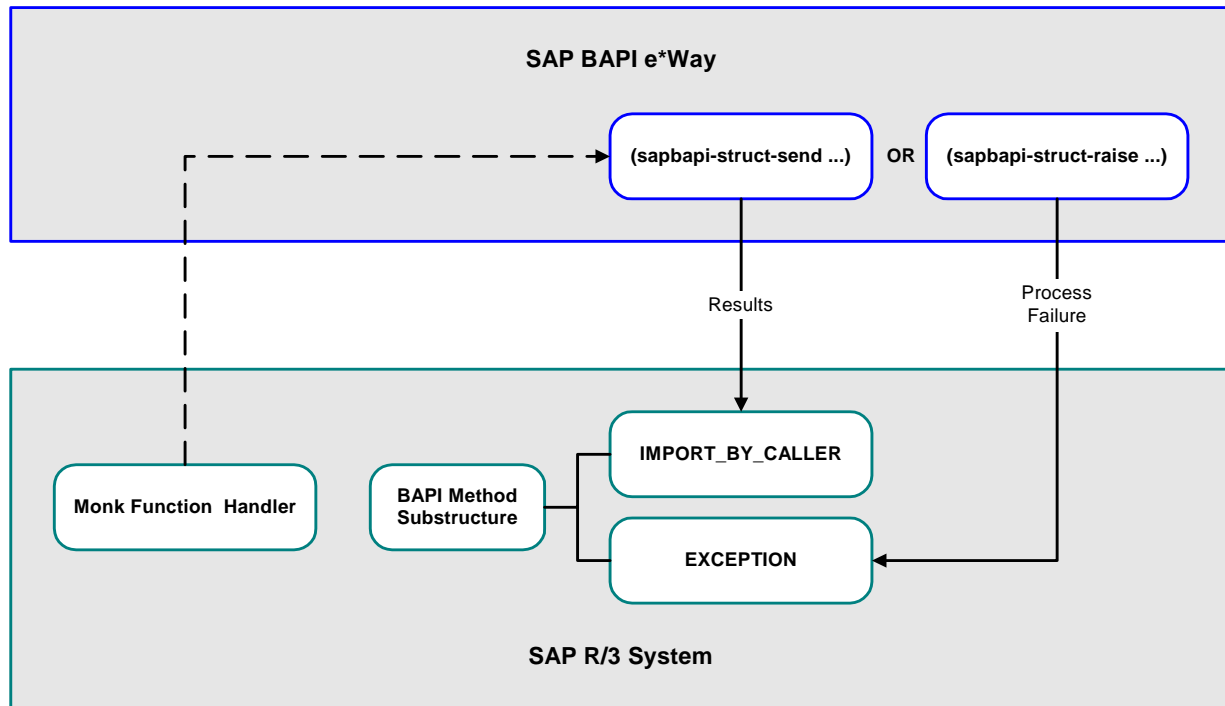 SAP BAPI e*Way
(sapbapi-struct-send ...)
OR
(sapbapi-struct-raise ...)
Results
Process
Failure
IMPORT_BY_CALLER
Monk Function  Handler
BAPI Method
Substructure
EXCEPTION
SAP R/3 System